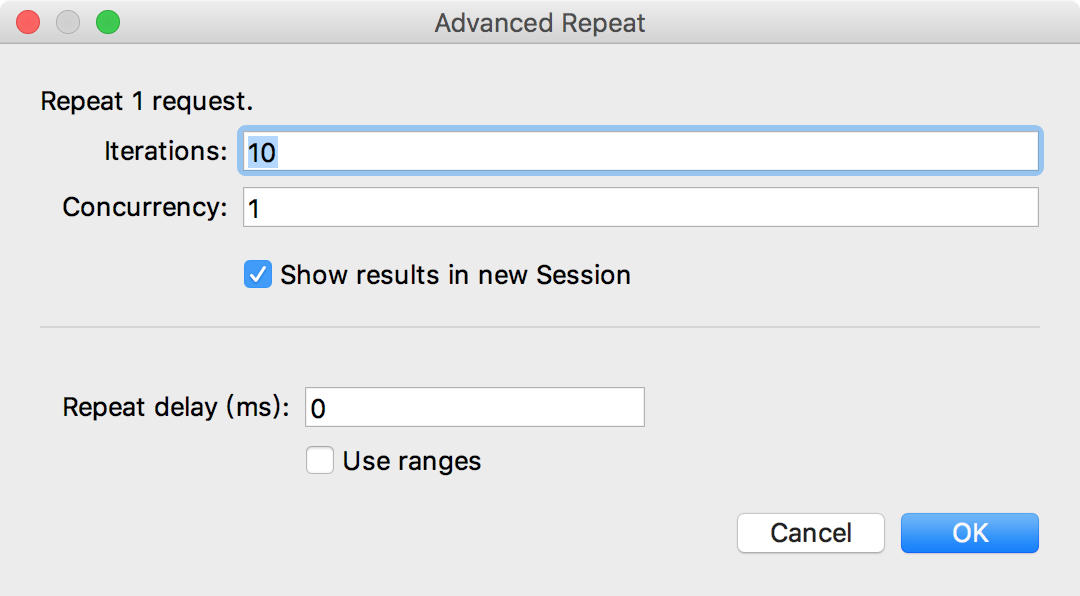 Advanced Repeat
Repeat 1 request.
Iterations: 10
Concurrency: 1
Show results in new Session
Repeat delay (ms): 0
Use ranges
Cancel OK